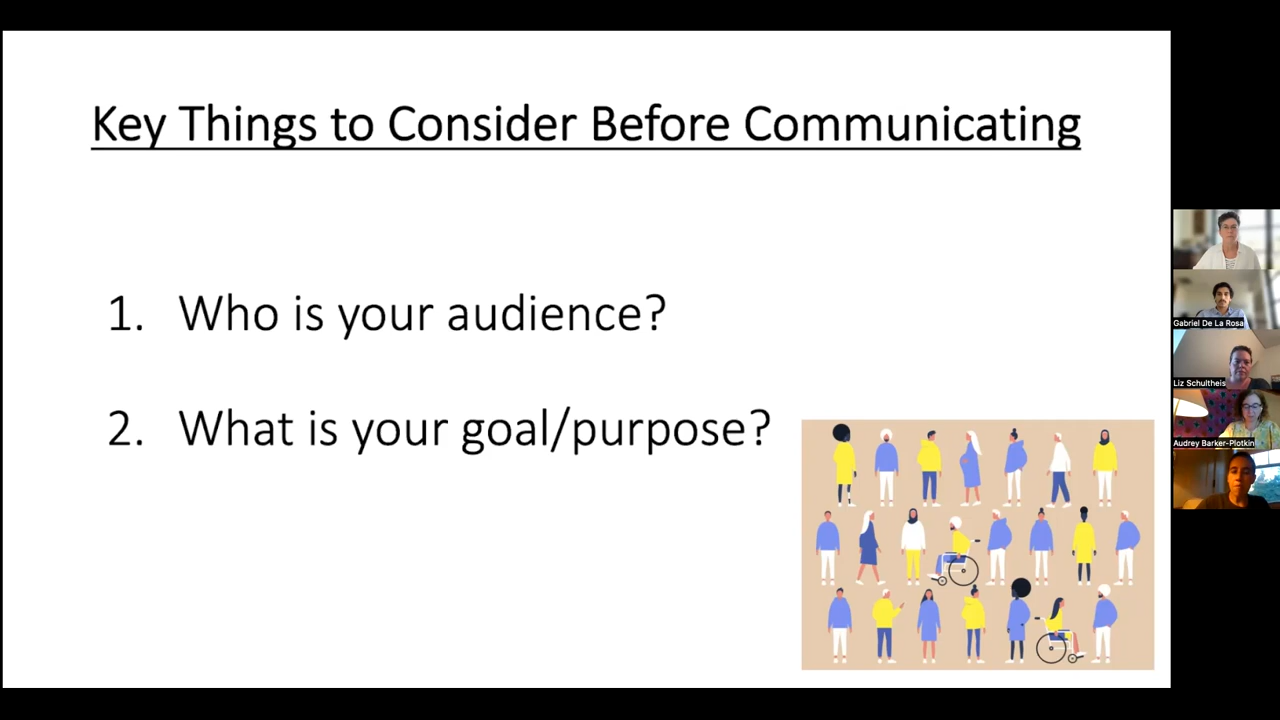 Key Things to Consider Before Communicating
1. Who is your audience?
2. What is your goal/purpose?
Gabriel De La Rosa
Liz Schultheis
Audrey Barker-Plotkin